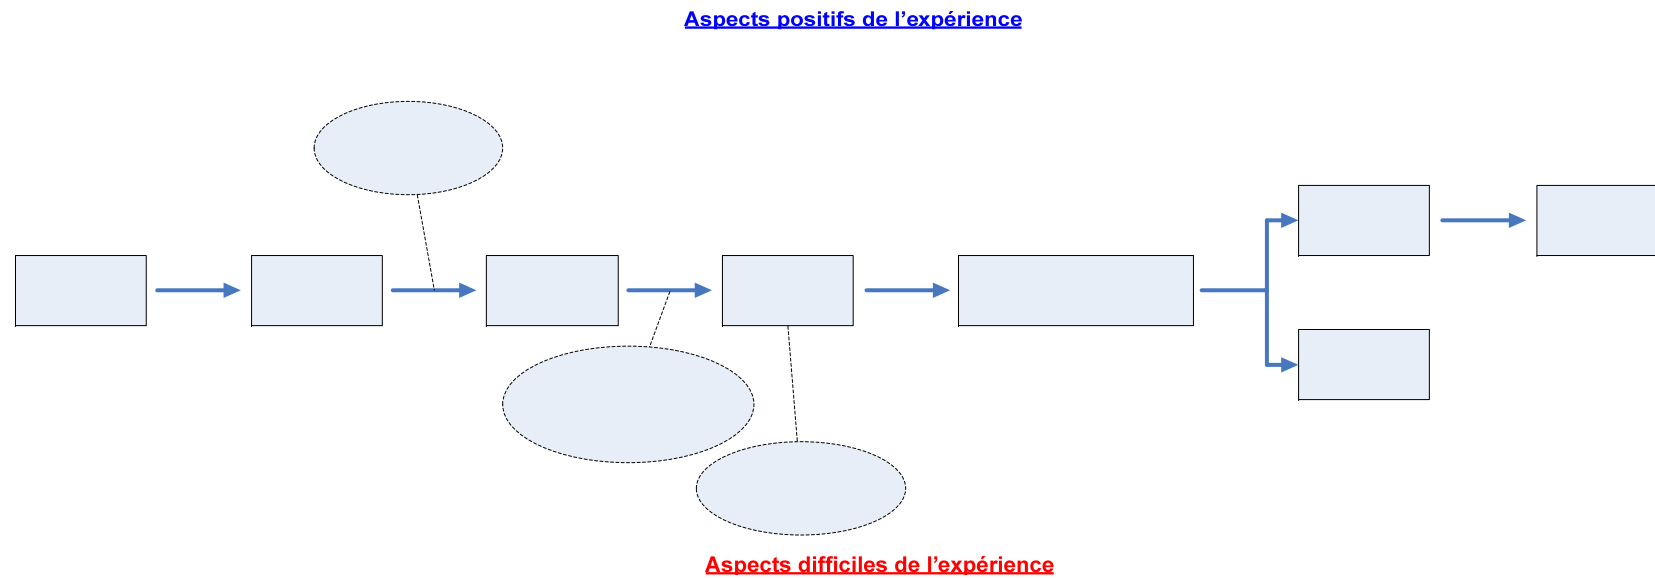 Aspects positifs de l’expérience
Aspects difficiles de l’expérience